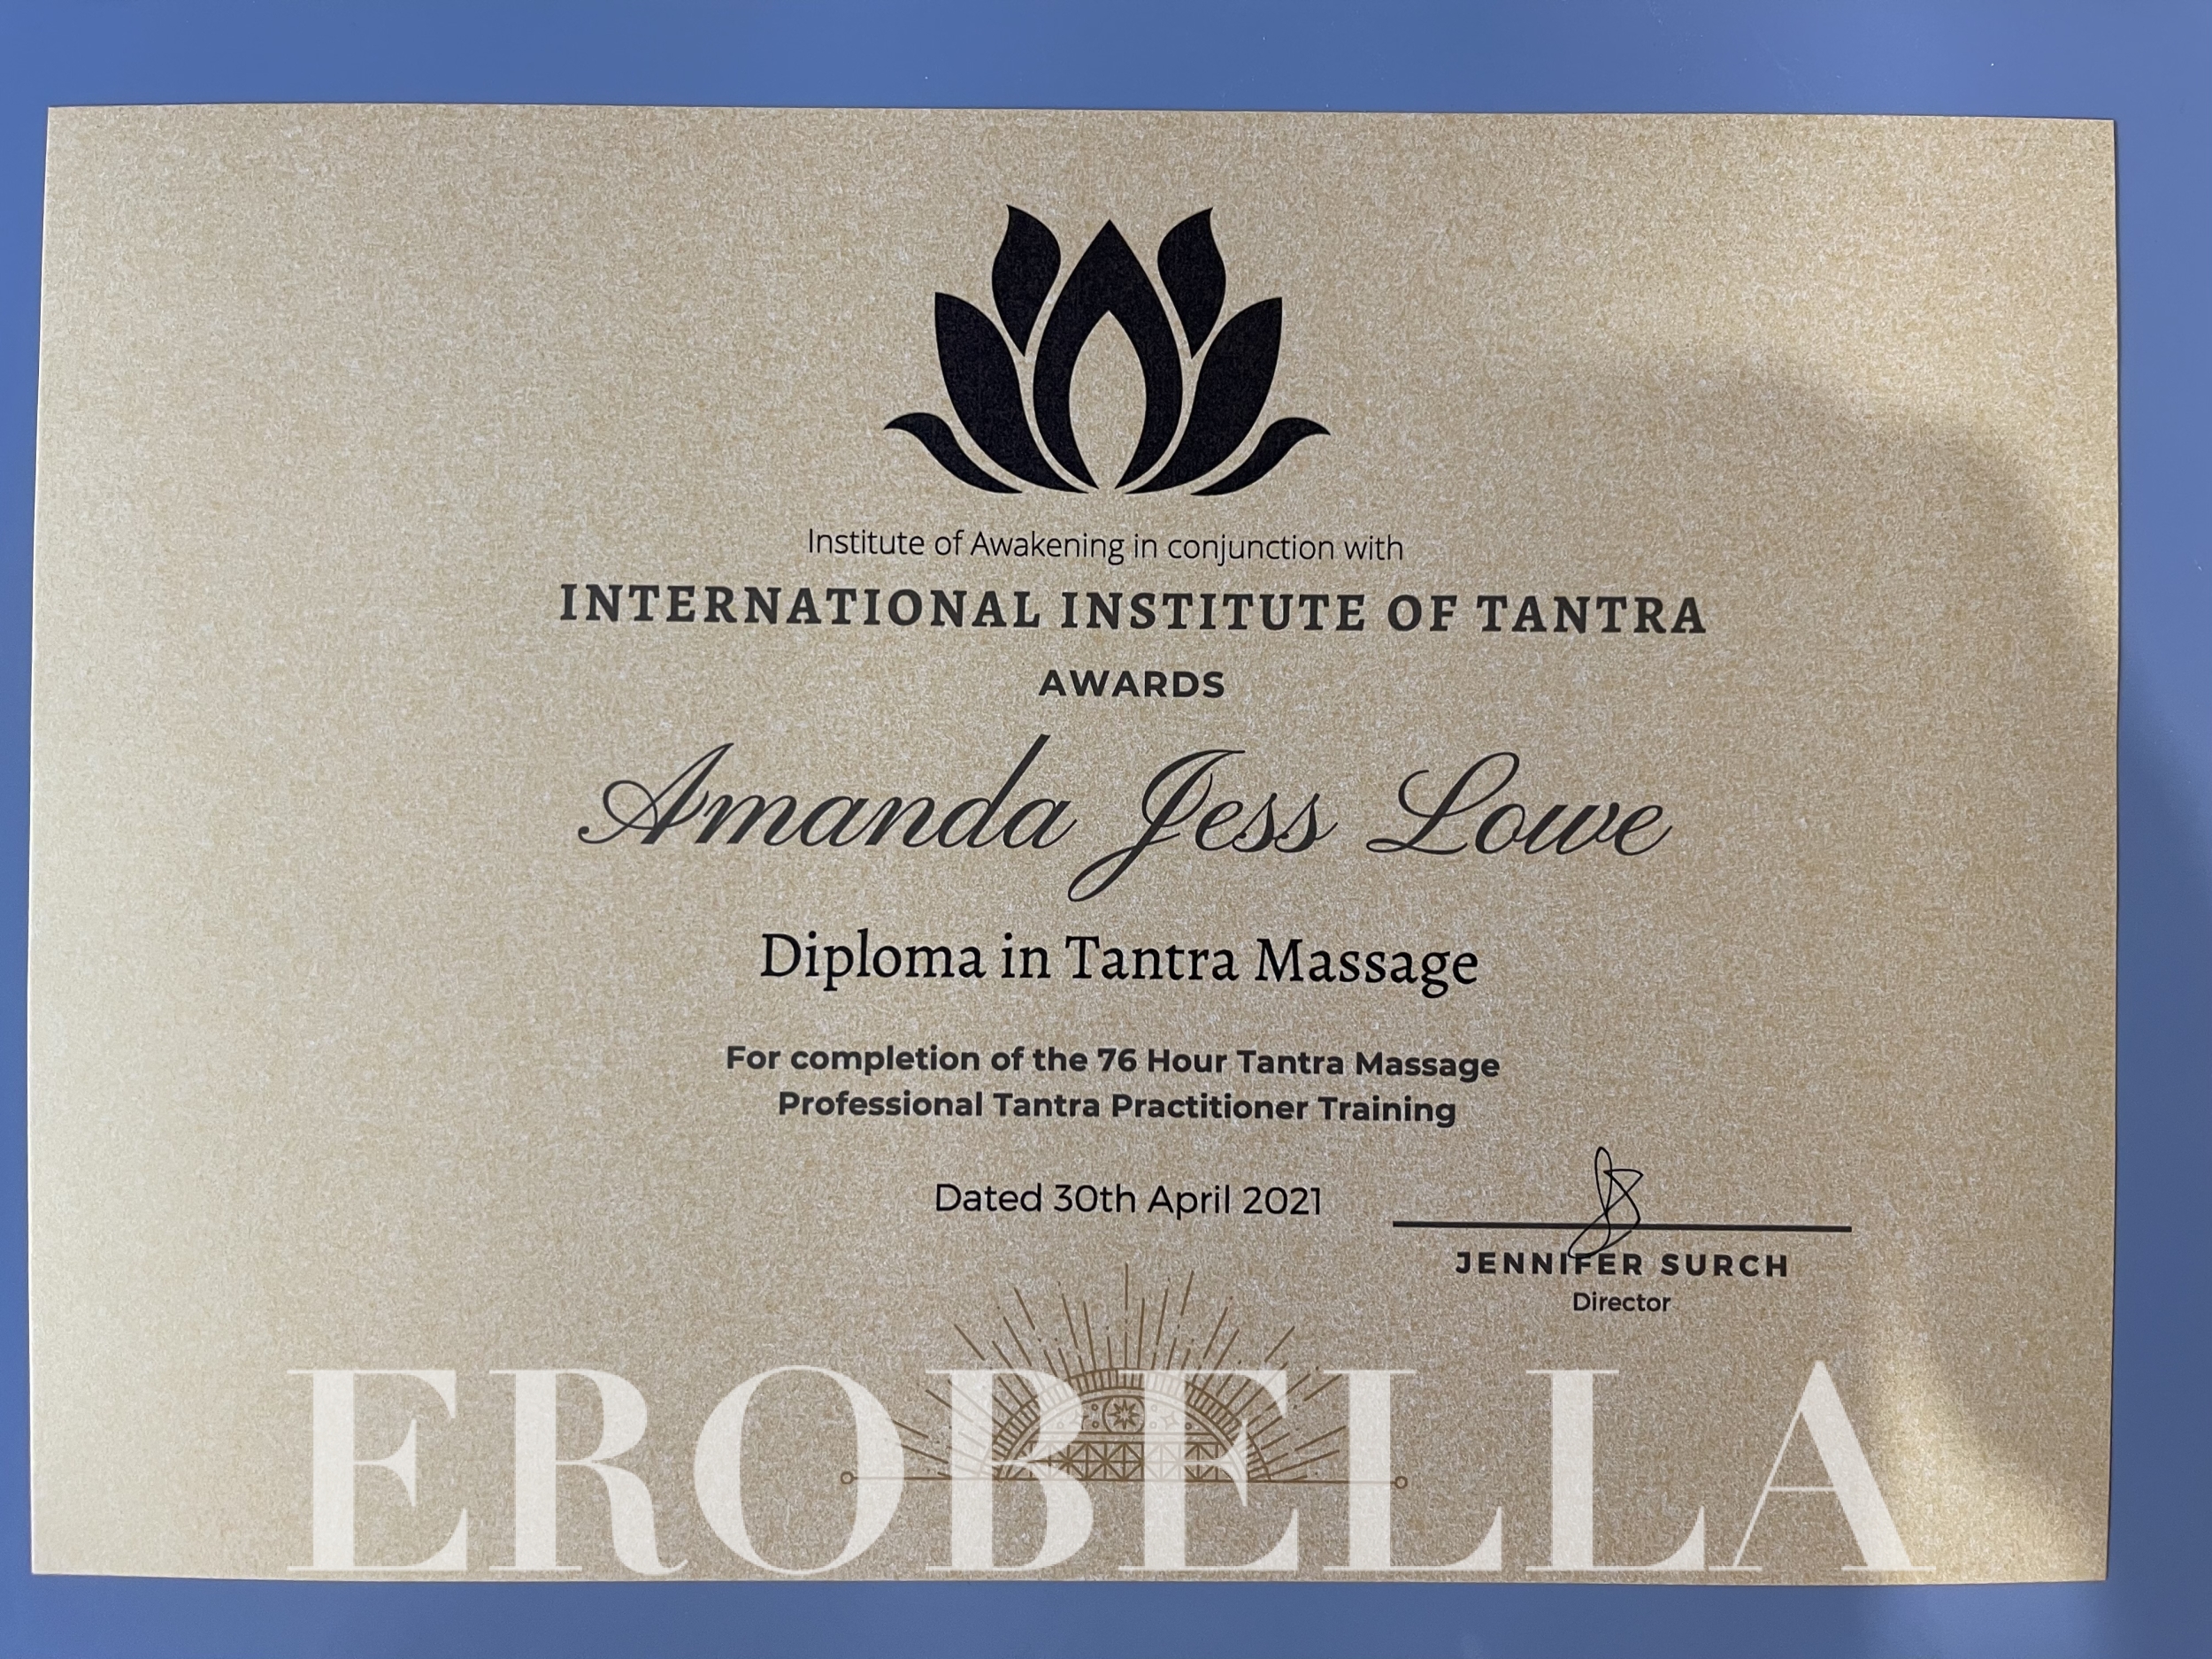 Institute of Awakening in conjunction with
INTERNATIONAL INSTITUTE OF TANTRA
AWARDS
Amanda Jess Lowe
Diploma in Tantra Massage
For completion of the 76 Hour Tantra Massage
Professional Tantra Practitioner Training
Dated 30th April 2021
JENNIFER SURCH
Director
EROBELLA